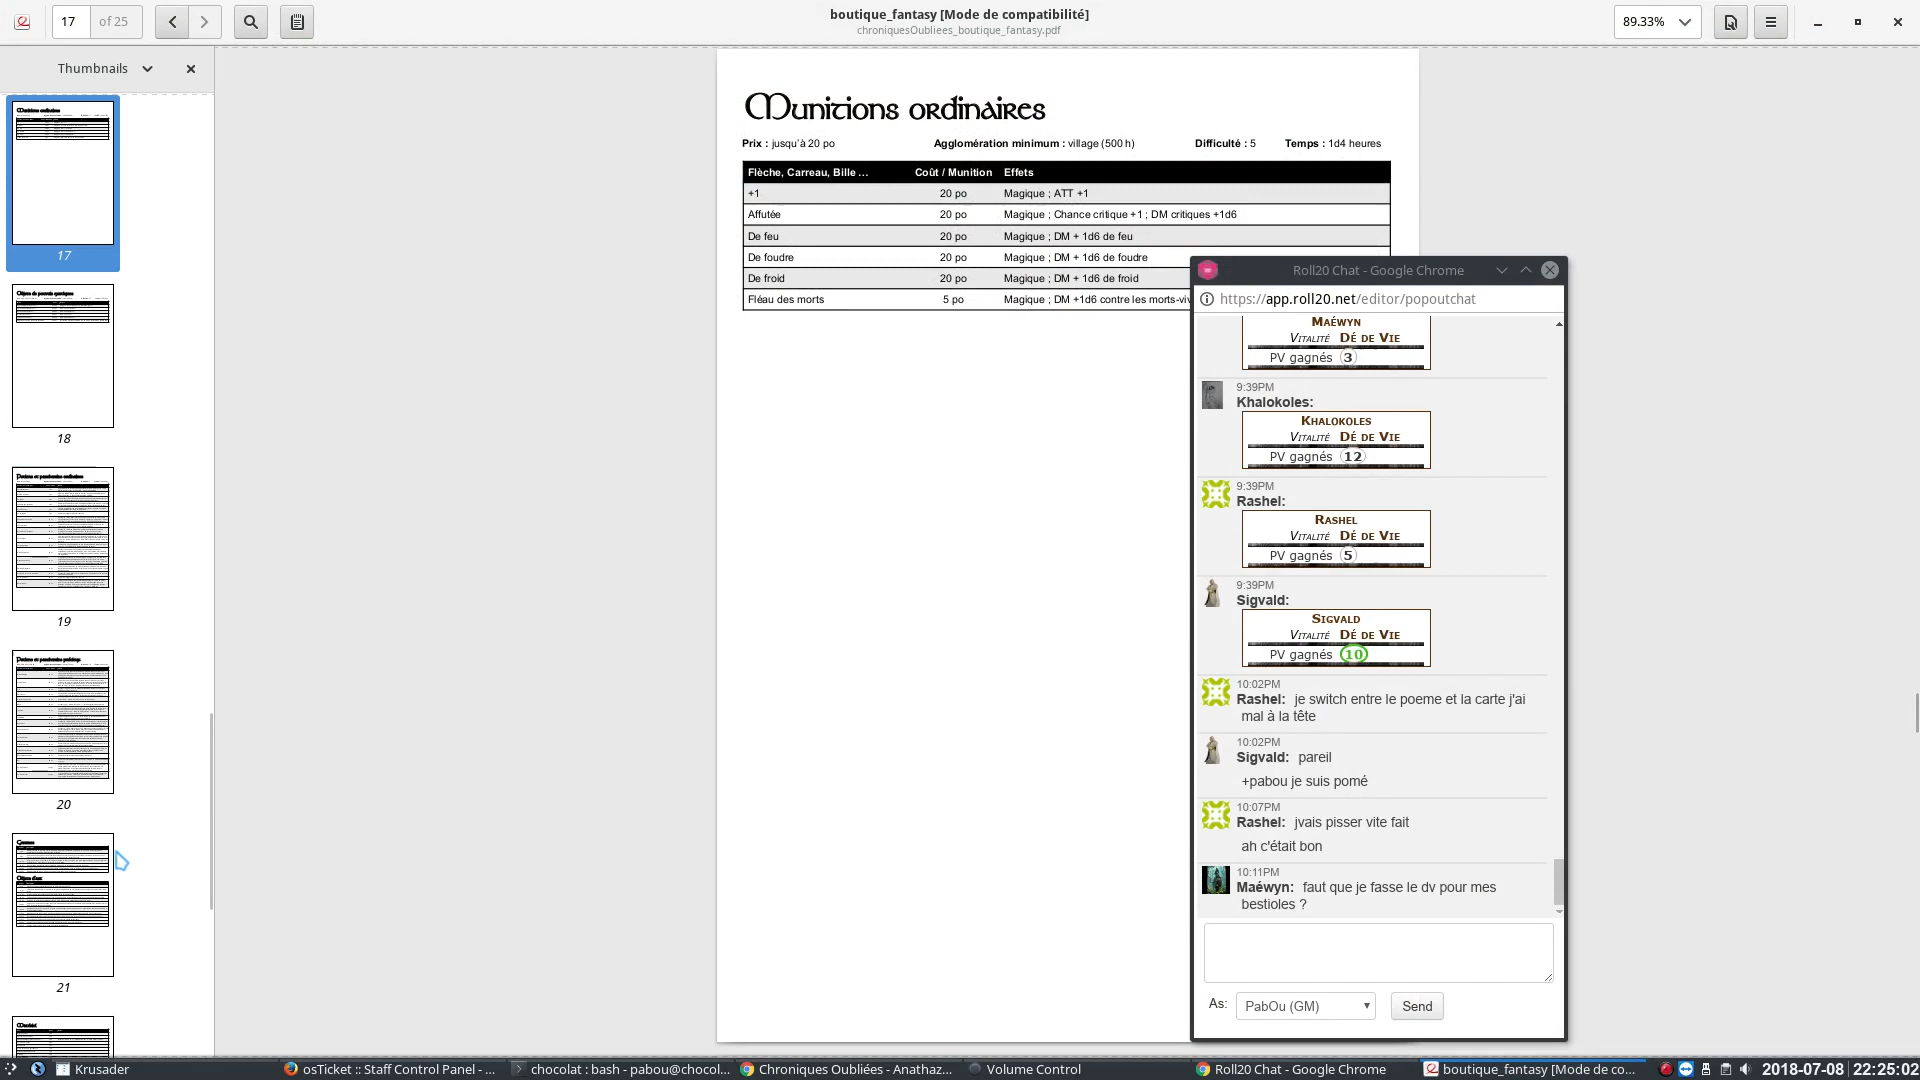 17
of 25
boutique_fantasy [Mode de compatibilité]
chroniquesOubliees_boutique_fantasy.pdf
89.33%
Thumbnails
17
18
19
20
21
Munitions ordinaires
Prix : jusqu'à 20 po Agglomération minimum : village (500 h) Difficulté : 5 Temps : 1d4 heures
Flèche, Carreau, Bille ... Coût / Munition Effets
+1 20 po Magique ; ATT +1
Affutée 20 po Magique ; Chance critique +1 ; DM critiques +1d6
De feu 20 po Magique ; DM + 1d6 de feu
De foudre 20 po Magique ; DM + 1d6 de foudre
De froid 20 po Magique ; DM + 1d6 de froid
Fléau des morts 5 po Magique ; DM +1d6 contre les morts-viv
Roll20 Chat - Google Chrome
https://app.roll20.net/editor/popoutchat
Maéwyn
Vitalité Dé de Vie
PV gagnés 3
9:39PM
Khalokoles:
Khalokoles
Vitalité Dé de Vie
PV gagnés 12
9:39PM
Rashel:
Rashel
Vitalité Dé de Vie
PV gagnés 5
9:39PM
Sigvald:
Sigvald
Vitalité Dé de Vie
PV gagnés 10
10:02PM
Rashel: je switch entre le poeme et la carte j'ai
mal à la tête
10:02PM
Sigvald: pareil
+pabou je suis pomé
10:07PM
Rashel: jvais pisser vite fait
ah c'était bon
10:11PM
Maéwyn: faut que je fasse le dv pour mes
bestioles ?
As: PabOu (GM) Send
Krusader
osTicket :: Staff Control Panel - ...
chocolat : bash - pabou@chocol...
Chroniques Oubliées - Anathaz...
Volume Control
Roll20 Chat - Google Chrome
boutique_fantasy [Mode de co...
2018-07-08 22:25:02